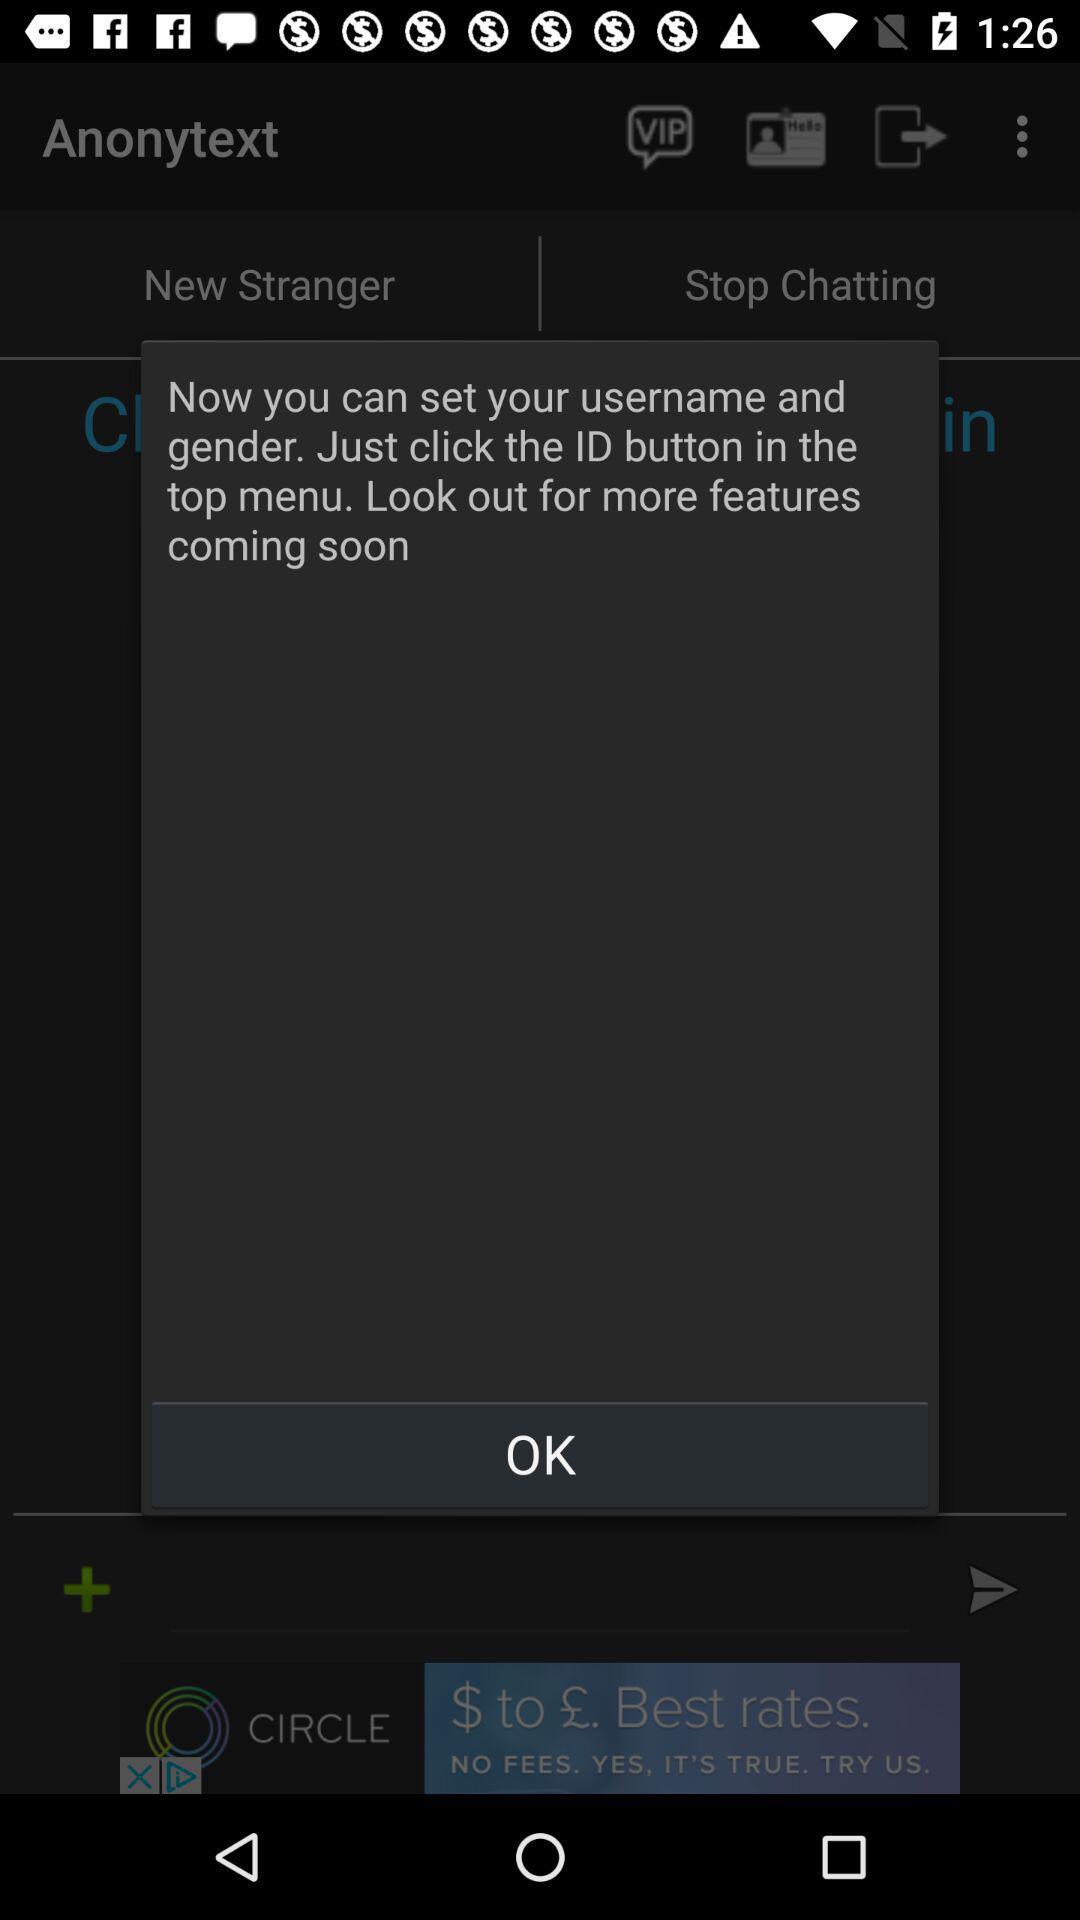 1:26
Anonytext
VIP
Hello
New Stranger
Stop Chatting
in
Now you can set your username and
gender. Just click the ID button in the
top menu. Look out for more features
coming soon
OK
CIRCLE
$ to £. Best rates.
NO FEES. YES, IT'S TRUE. TRY US.